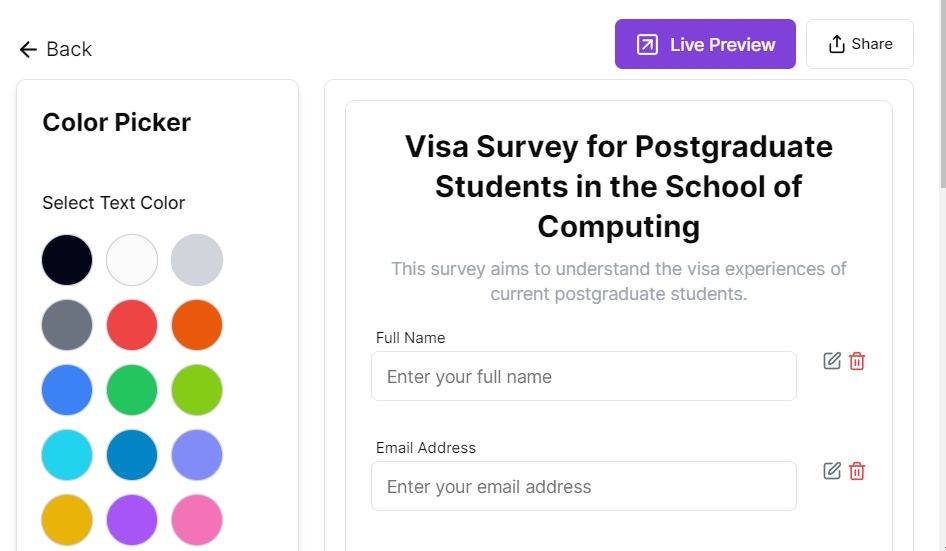 Back
Live Preview
Share
Color Picker
Select Text Color
Visa Survey for Postgraduate
Students in the School of
Computing
This survey aims to understand the visa experiences of
current postgraduate students.
Full Name
Enter your full name
Email Address
Enter your email address